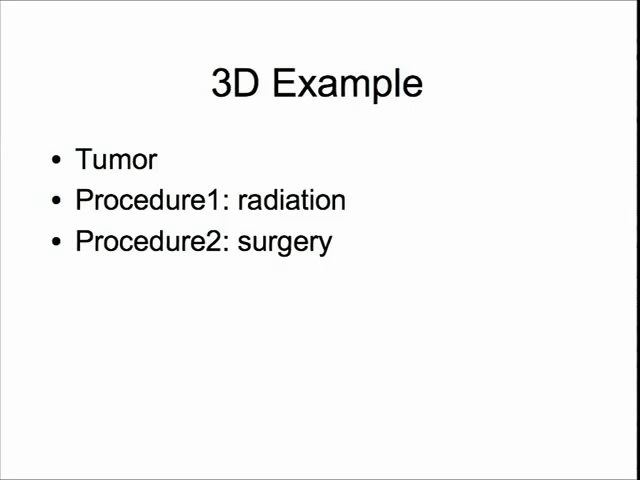 3D Example
• Tumor
• Procedure1: radiation
• Procedure2: surgery